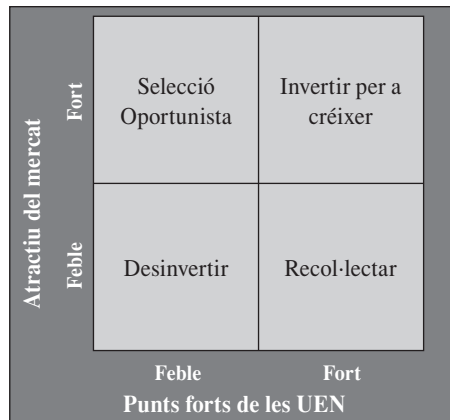 Atractiu del mercat
Fort
Feble
Selecció
Oportunista
Invertir per a
créixer
Desinvertir
Recol·lectar
Feble
Fort
Punts forts de les UEN